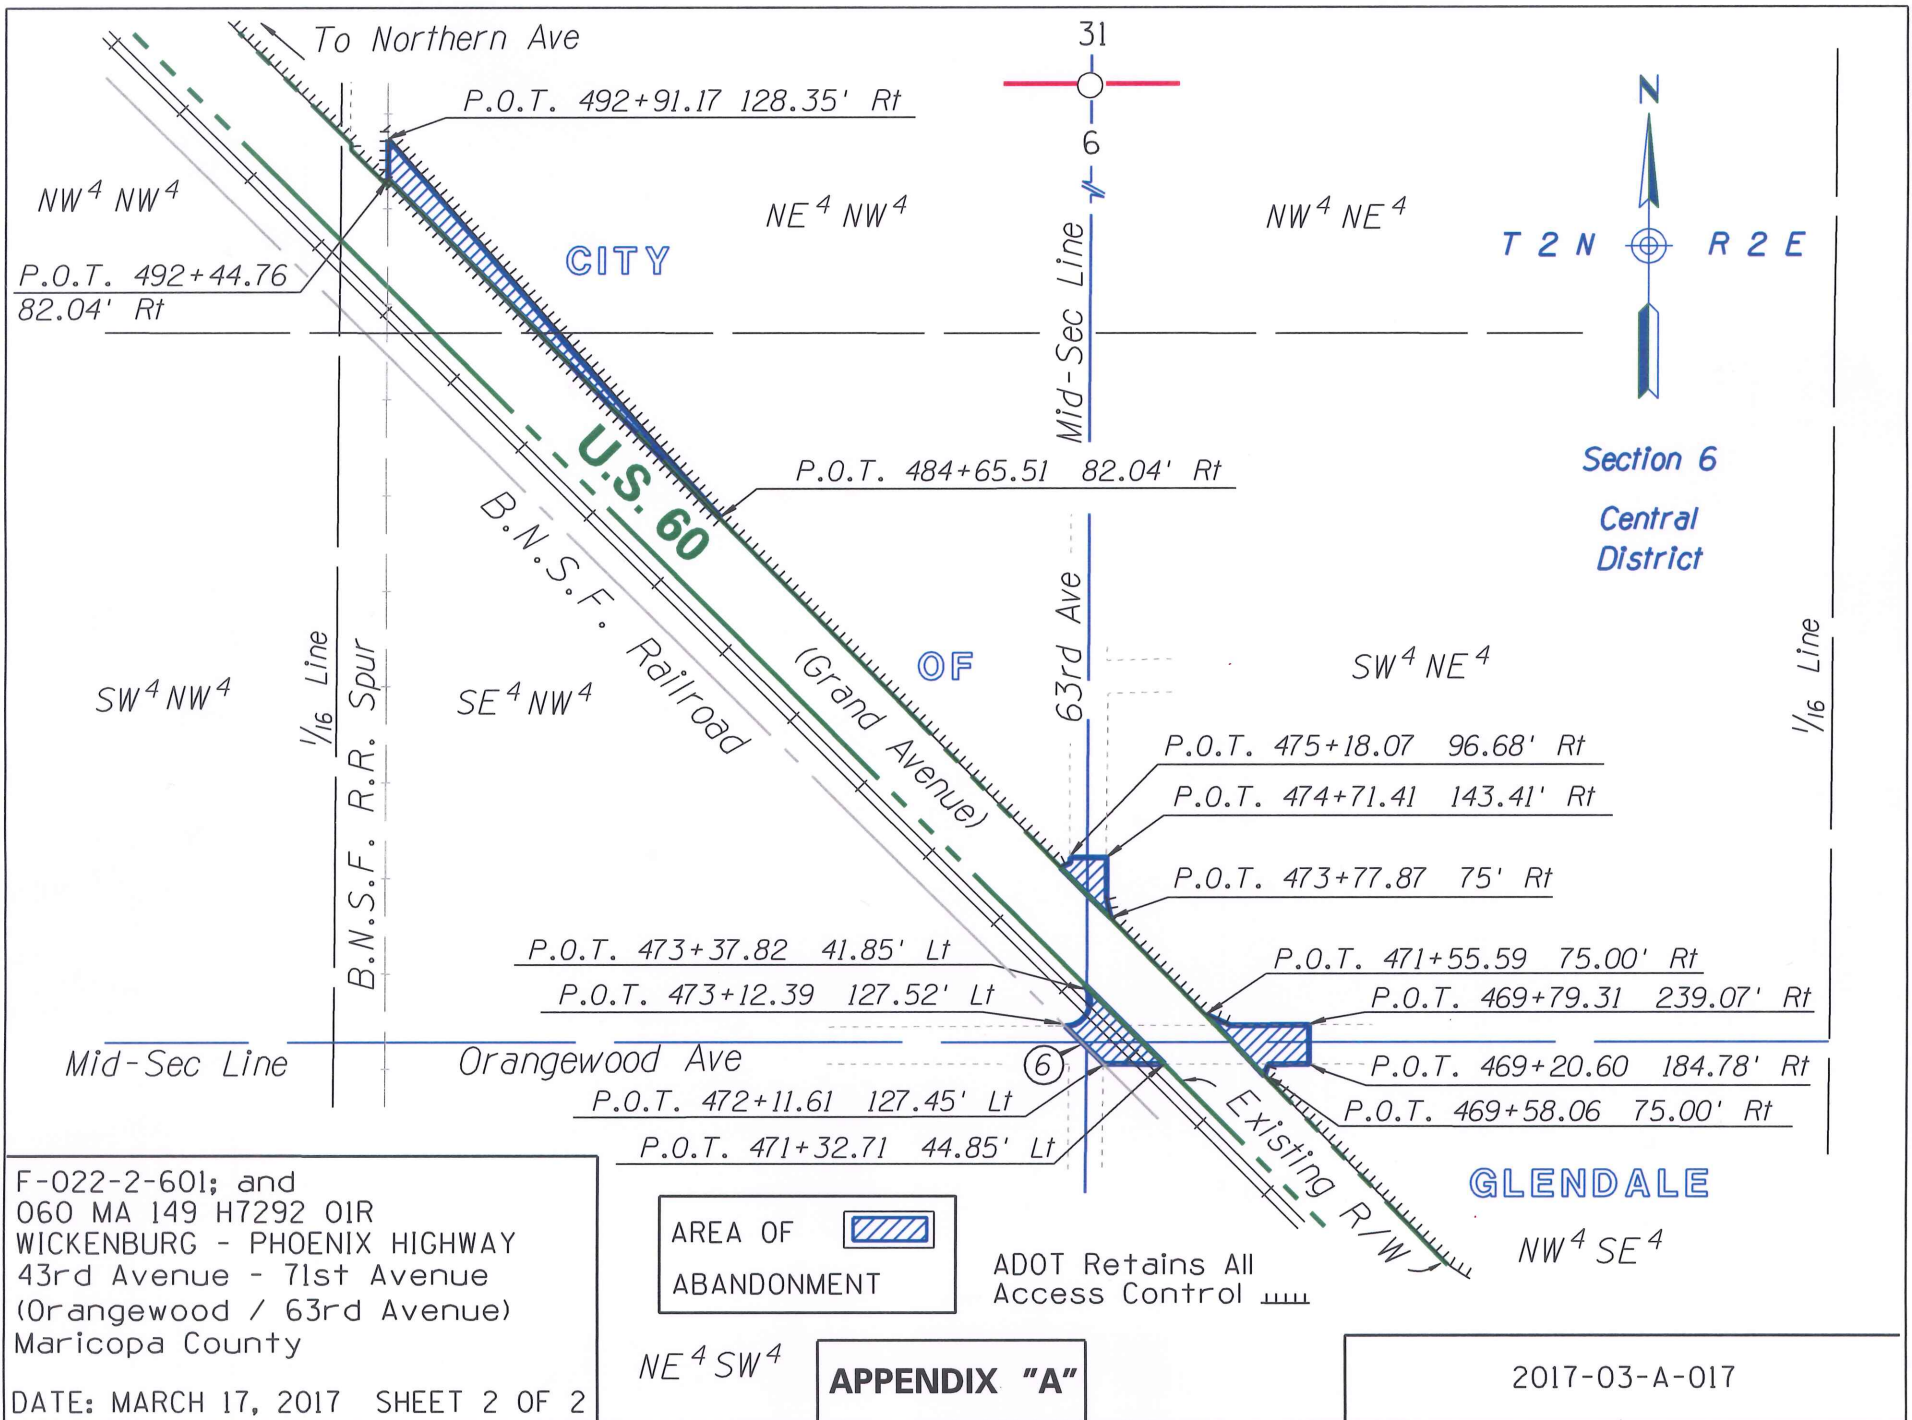 To Northern Ave
31
P.O.T. 492+91.17 128.35' Rt
6
N
NW⁴ NW⁴
NE⁴ NW⁴
NW⁴ NE⁴
T 2 N R 2 E
CITY
P.O.T. 492+44.76
82.04' Rt
Mid-Sec Line
U.S. 60
P.O.T. 484+65.51 82.04' Rt
Section 6
Central
District
B.N.S.F. Railroad
(Grand Avenue)
OF
63rd Ave
SW⁴ NW⁴
1/16 Line
B.N.S.F. R.R. Spur
SE⁴ NW⁴
SW⁴ NE⁴
1/16 Line
P.O.T. 475+18.07 96.68' Rt
P.O.T. 474+71.41 143.41' Rt
P.O.T. 473+77.87 75' Rt
P.O.T. 473+37.82 41.85' Lt
P.O.T. 471+55.59 75.00' Rt
P.O.T. 473+12.39 127.52' Lt
P.O.T. 469+79.31 239.07' Rt
Mid-Sec Line
Orangewood Ave
6
P.O.T. 469+20.60 184.78' Rt
P.O.T. 472+11.61 127.45' Lt
P.O.T. 469+58.06 75.00' Rt
P.O.T. 471+32.71 44.85' Lt
Existing R/W
GLENDALE
NW⁴ SE⁴
F-022-2-601; and
060 MA 149 H7292 01R
WICKENBURG - PHOENIX HIGHWAY
43rd Avenue - 71st Avenue
(Orangewood / 63rd Avenue)
Maricopa County
DATE: MARCH 17, 2017 SHEET 2 OF 2
AREA OF
ABANDONMENT
ADOT Retains All
Access Control
NE⁴ SW⁴
APPENDIX "A"
2017-03-A-017